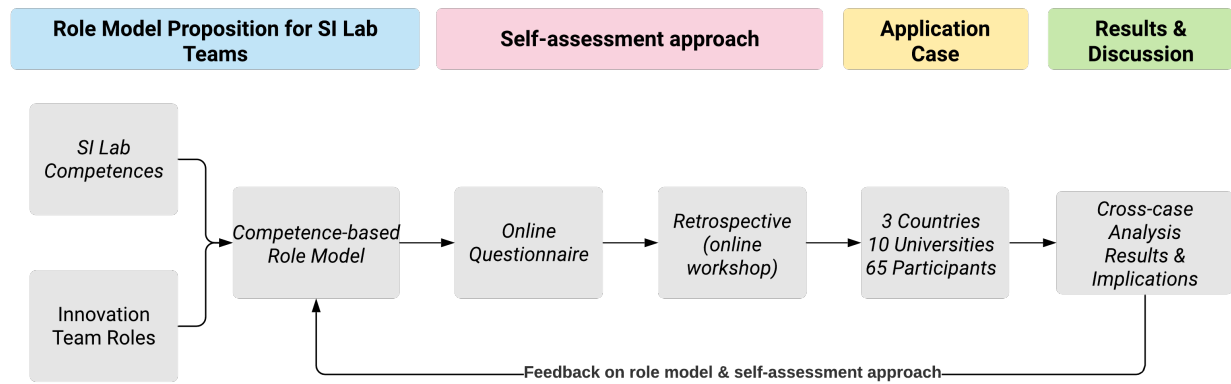 Role Model Proposition for SI Lab
Teams
Self-assessment approach
Application
Case
Results &
Discussion
SI Lab
Competences
Innovation
Team Roles
Competence-based
Role Model
Online
Questionnaire
Retrospective
(online
workshop)
3 Countries
10 Universities
65 Participants
Cross-case
Analysis
Results &
Implications
Feedback on role model & self-assessment approach